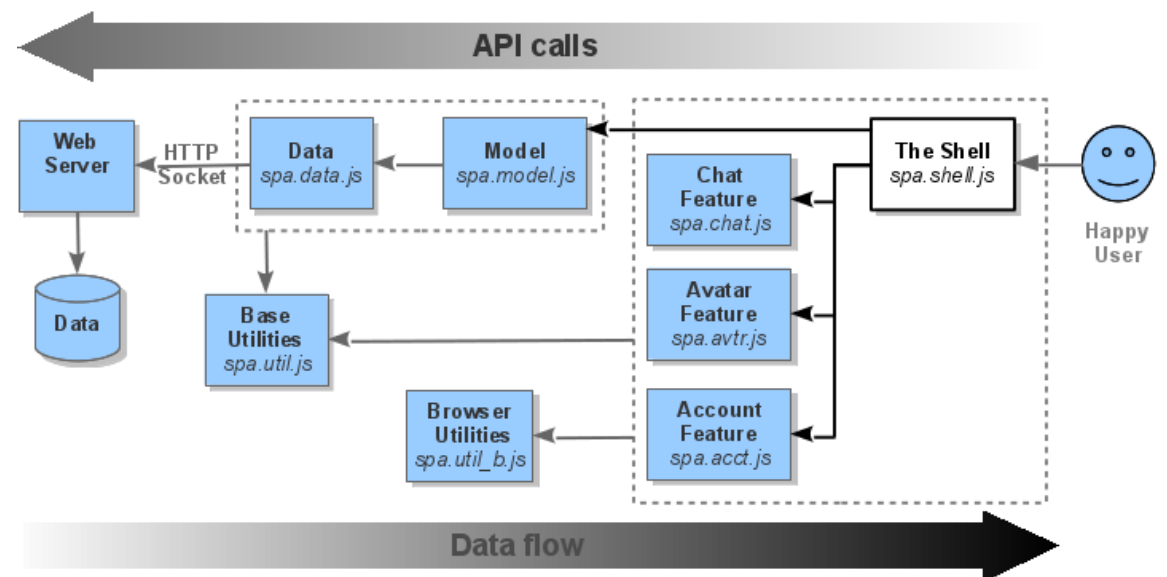 API calls
Web
Server
HTTP
Socket
Data
spa.data.js
Model
spa.model.js
The Shell
spa.shell.js
Chat
Feature
spa.chat.js
Happy
User
Data
Base
Utilities
spa.util.js
Avatar
Feature
spa.avtr.js
Browser
Utilities
spa.util_b.js
Account
Feature
spa.acct.js
Data flow